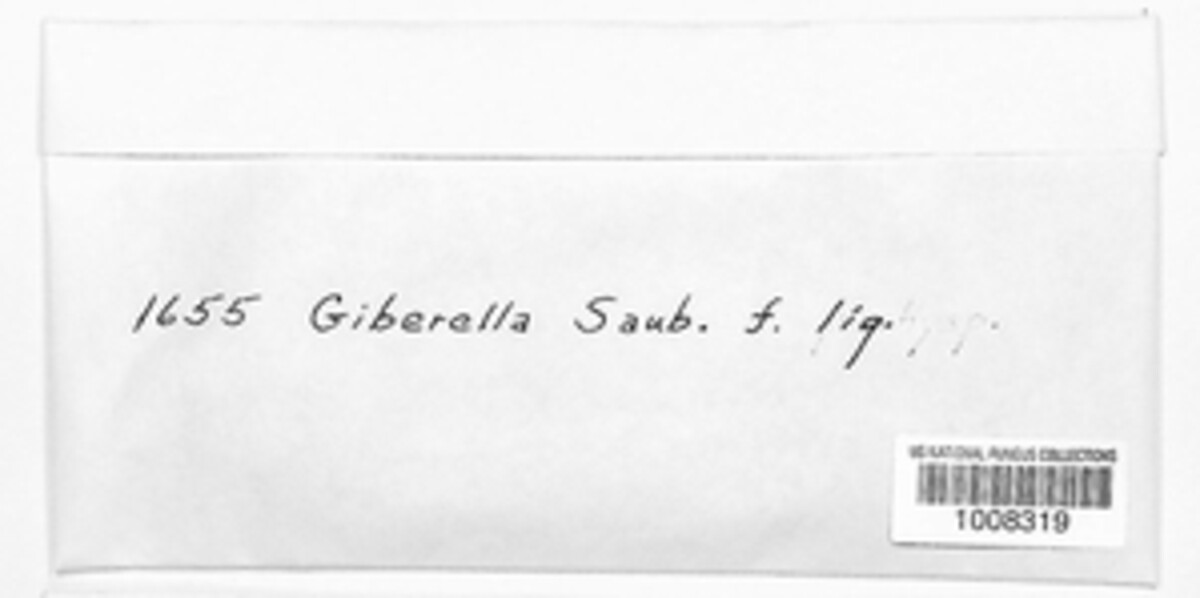 1655 Giberella Saub. f. lig.
US NATIONAL FUNGUS COLLECTIONS
1008319